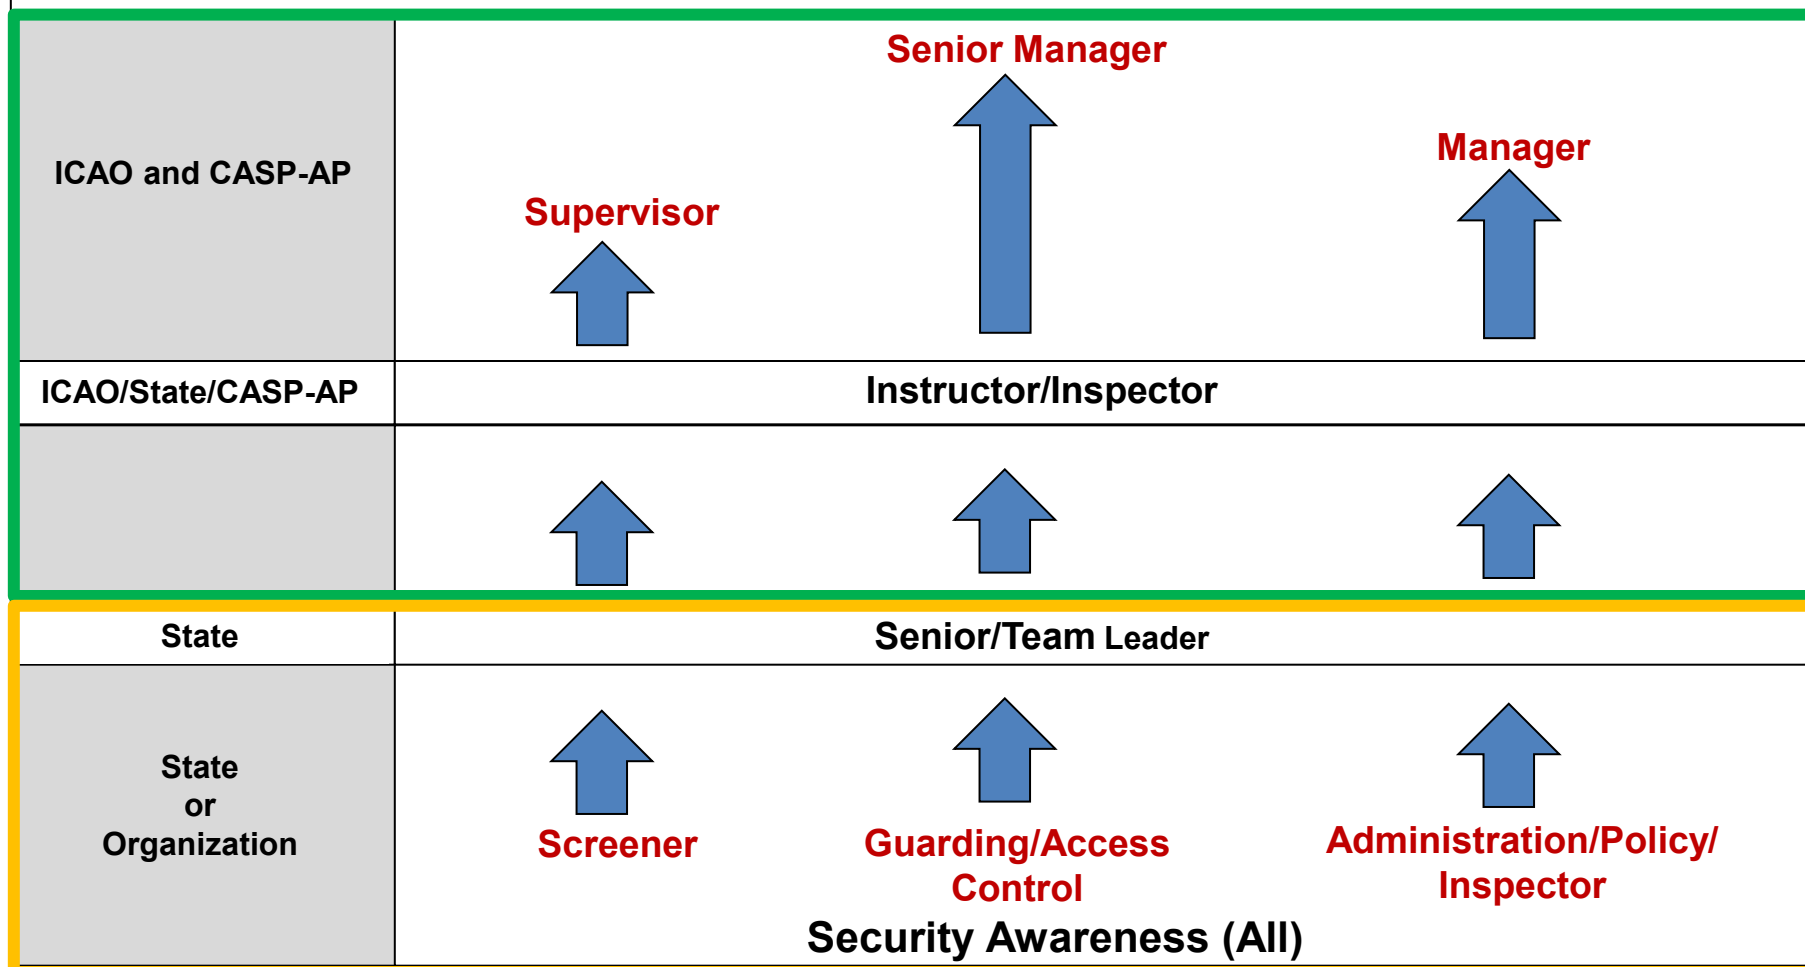 Senior Manager
Manager
ICAO and CASP-AP
Supervisor
ICAO/State/CASP-AP
Instructor/Inspector
State
Senior/Team Leader
State
or
Organization
Screener
Guarding/Access
Control
Administration/Policy/
Inspector
Security Awareness (All)